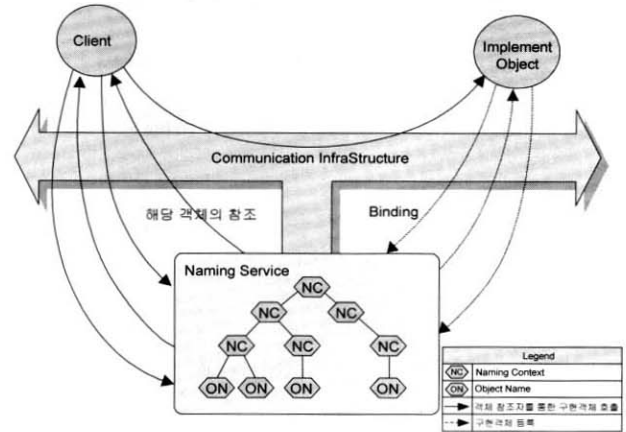 Client
Implement
Object
Communication InfraStructure
해당 객체의 참조
Binding
Naming Service
NC
NC
NC
NC
NC
NC
ON
ON
ON
ON
Legend
NC
Naming Context
ON
Object Name
객체 참조자를 통한 구현객체 호출
구현객체 등록